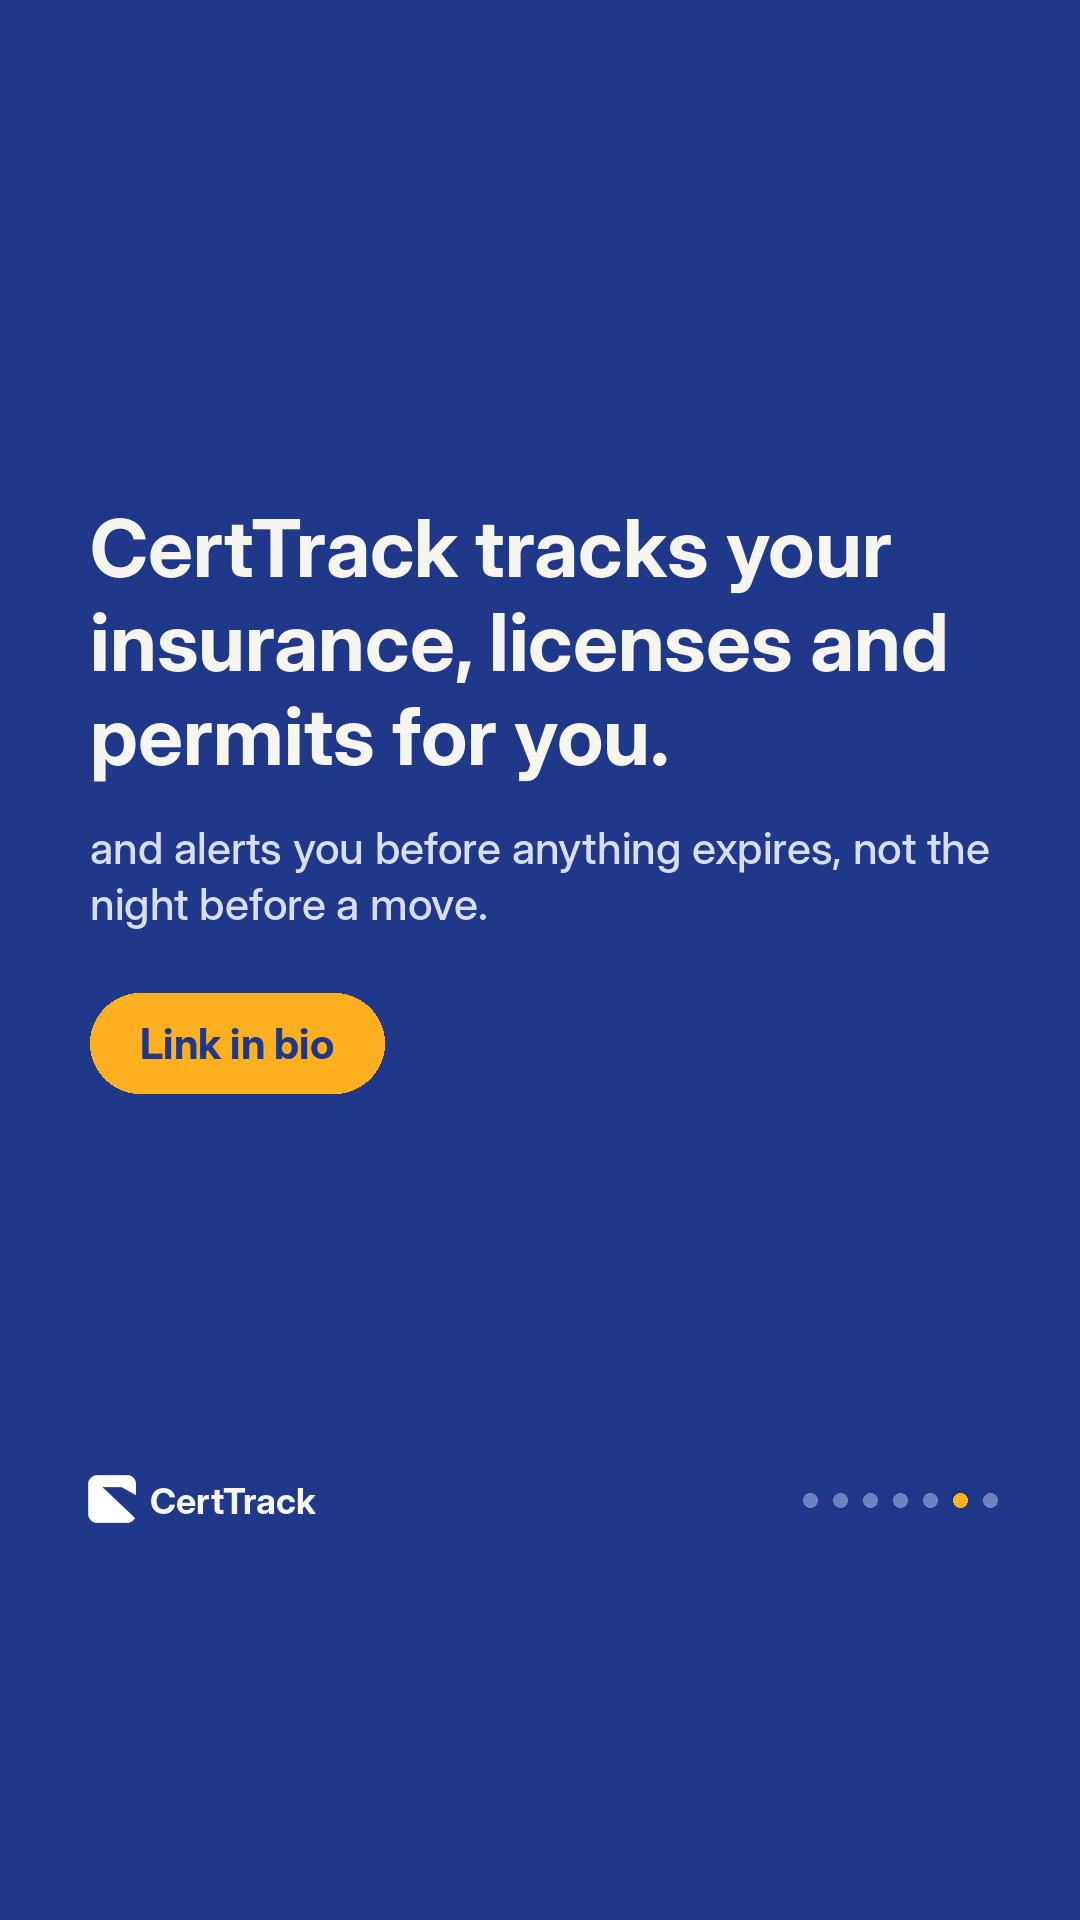 CertTrack tracks your
insurance, licenses and
permits for you.
and alerts you before anything expires, not the
night before a move.
Link in bio
CertTrack